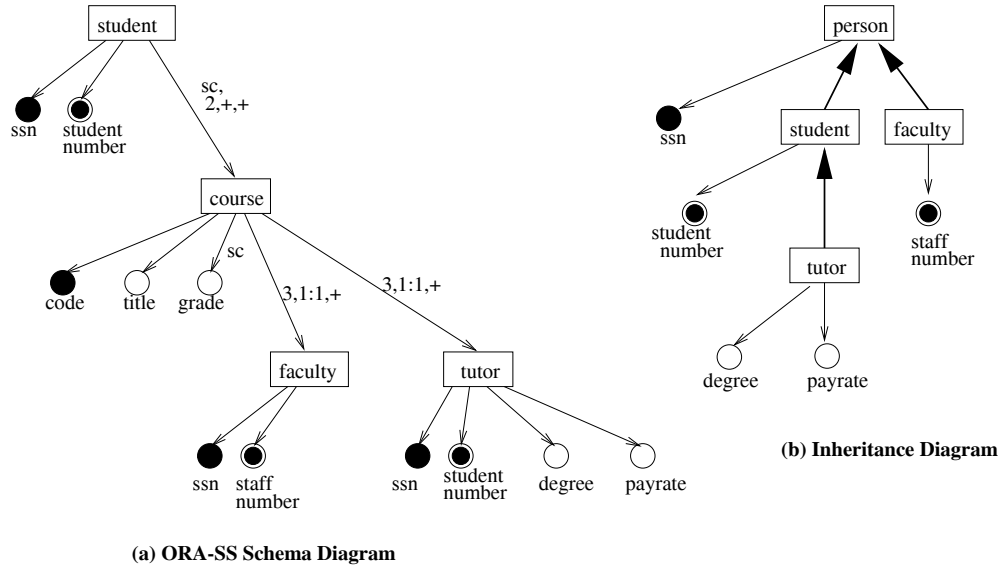 student
ssn
student
number
sc,
2,+,+
course
code
title
sc
grade
3,1:1,+
3,1:1,+
faculty
ssn
staff
number
tutor
ssn
student
number
degree
payrate
(a) ORA-SS Schema Diagram
person
ssn
student
faculty
student
number
staff
number
tutor
degree
payrate
(b) Inheritance Diagram